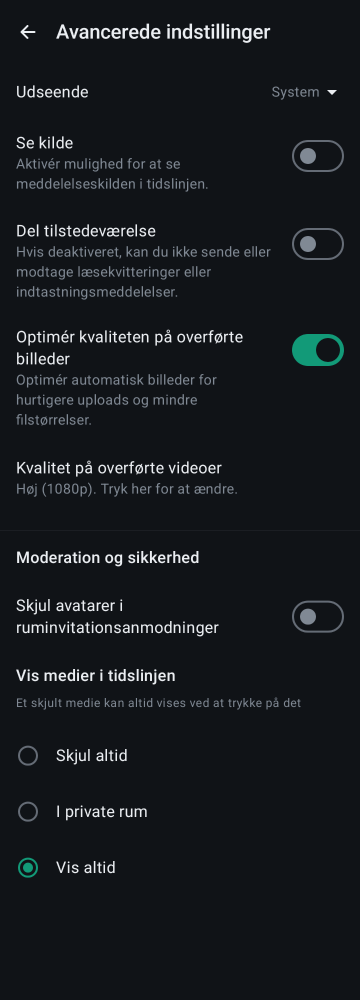 Avancerede indstillinger
Udseende
System
Se kilde
Aktivér mulighed for at se
meddelelseskilden i tidslinjen.
Del tilstedeværelse
Hvis deaktiveret, kan du ikke sende eller
modtage læsekvitteringer eller
indtastningsmeddelelser.
Optimér kvaliteten på overførte
billeder
Optimér automatisk billeder for
hurtigere uploads og mindre
filstørrelser.
Kvalitet på overførte videoer
Høj (1080p). Tryk her for at ændre.
Moderation og sikkerhed
Skjul avatarer i
ruminvitationsanmodninger
Vis medier i tidslinjen
Et skjult medie kan altid vises ved at trykke på det
Skjul altid
I private rum
Vis altid